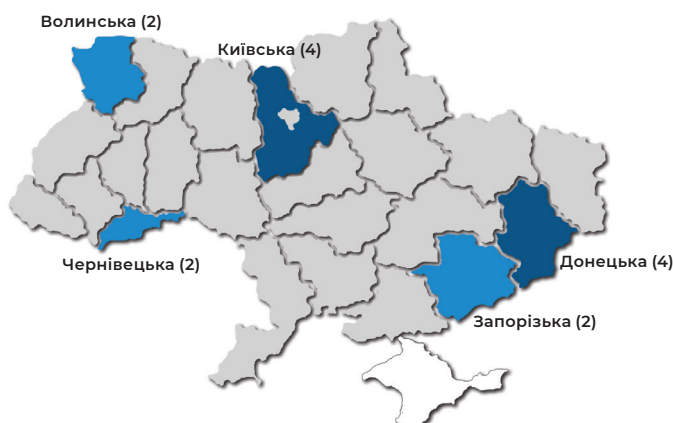 Волинська (2)
Київська (4)
Чернівецька (2)
Донецька (4)
Запорізька (2)